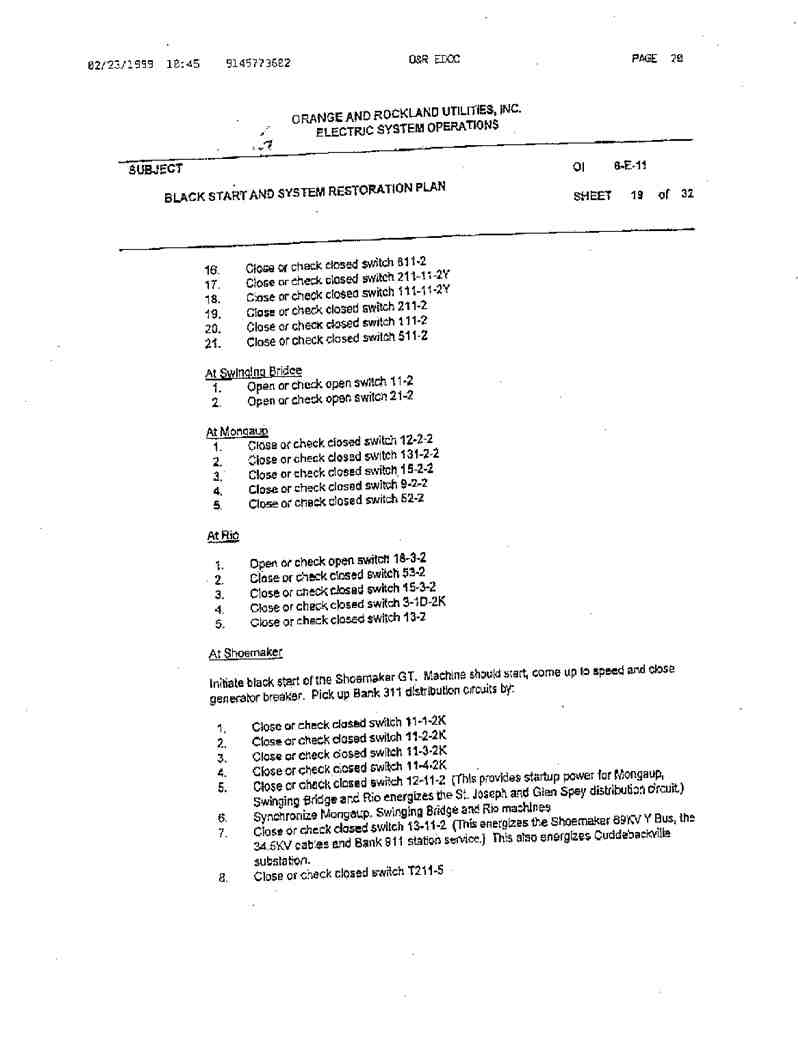 02/23/1999 10:45 9145773682 O&R EDCC PAGE 20
ORANGE AND ROCKLAND UTILITIES, INC.
ELECTRIC SYSTEM OPERATIONS
SUBJECT OI 6-E-11
BLACK START AND SYSTEM RESTORATION PLAN SHEET 19 of 32
16. Close or check closed switch 611-2
17. Close or check closed switch 211-11-2Y
18. Close or check closed switch 111-11-2Y
19. Close or check closed switch 211-2
20. Close or check closed switch 111-2
21. Close or check closed switch 511-2
At Swinging Bridge
1. Open or check open switch 11-2
2. Open or check open switch 21-2
At Mongaup
1. Close or check closed switch 12-2-2
2. Close or check closed switch 131-2-2
3. Close or check closed switch 15-2-2
4. Close or check closed switch 9-2-2
5. Close or check closed switch 52-2
At Rio
1. Open or check open switch 18-3-2
2. Close or check closed switch 53-2
3. Close or check closed switch 15-3-2
4. Close or check closed switch 3-1D-2K
5. Close or check closed switch 13-2
At Shoemaker
Initiate black start of the Shoemaker GT. Machine should start, come up to speed and close
generator breaker. Pick up Bank 311 distribution circuits by:
1. Close or check closed switch 11-1-2K
2. Close or check closed switch 11-2-2K
3. Close or check closed switch 11-3-2K
4. Close or check closed switch 11-4-2K
5. Close or check closed switch 12-11-2 (This provides startup power for Mongaup,
Swinging Bridge and Rio energizes the St. Joseph and Glen Spey distribution circuit.)
6. Synchronize Mongaup, Swinging Bridge and Rio machines
7. Close or check closed switch 13-11-2 (This energizes the Shoemaker 69KV Y Bus, the
34.5KV cables and Bank 911 station service.) This also energizes Cuddebackville
substation.
8. Close or check closed switch T211-5